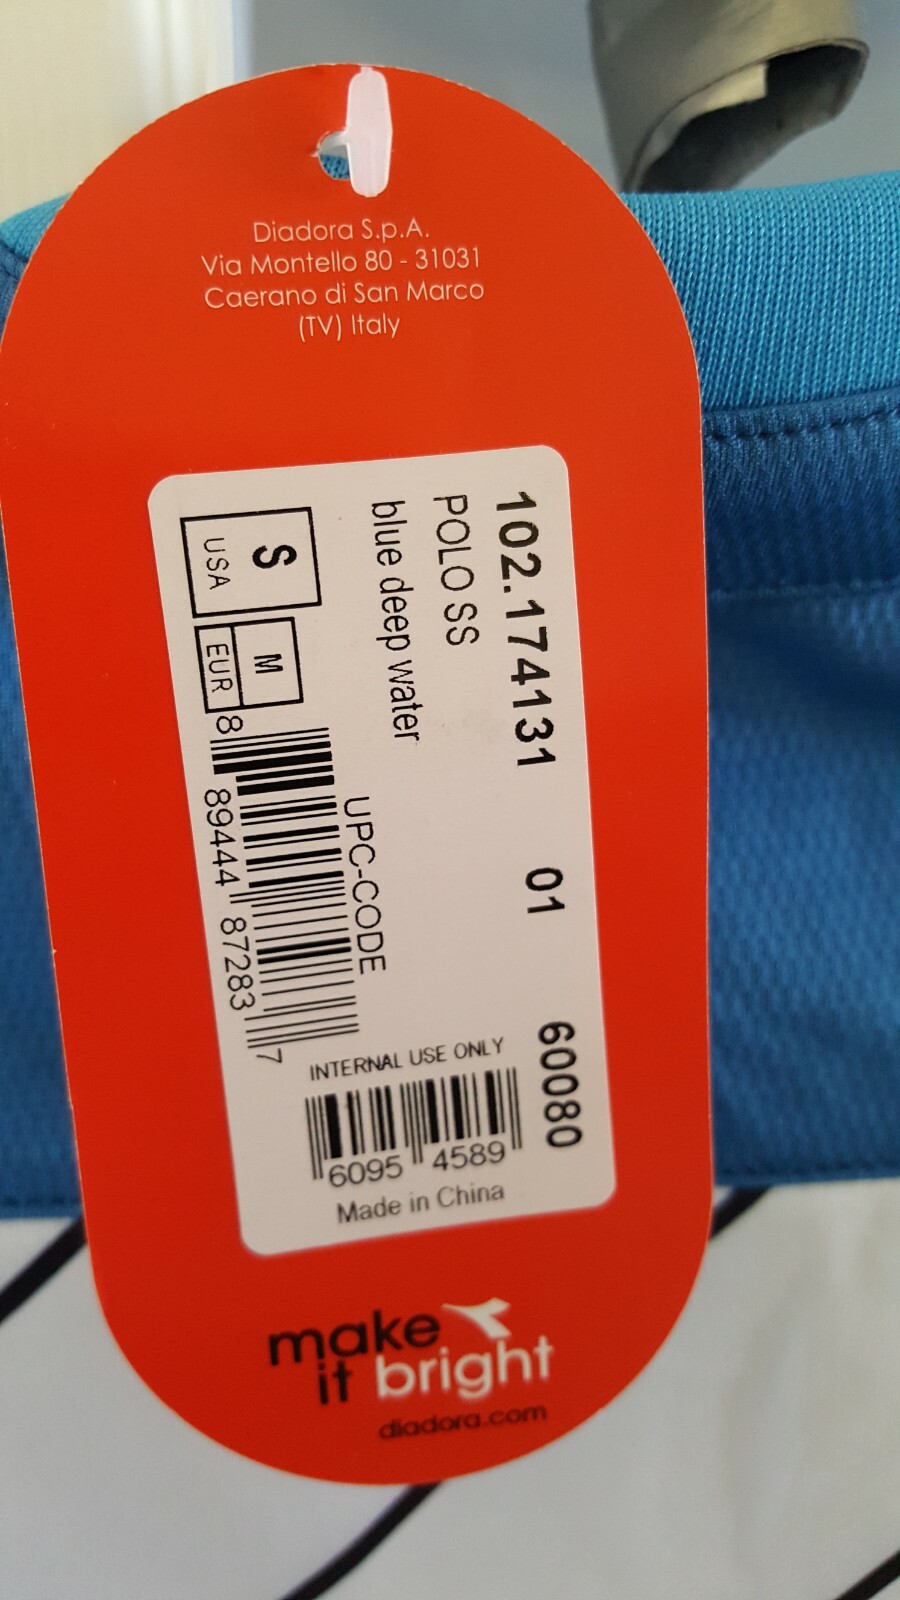 Diadora S.p.A.
Via Montello 80 - 31031
Caerano di San Marco
(TV) Italy
102.174131 01 60080
POLO SS
blue deep water
S
USA
M
EUR
UPC-CODE
8 89444 87283 7
INTERNAL USE ONLY
6095 4589
Made in China
make
it bright
diadora.com